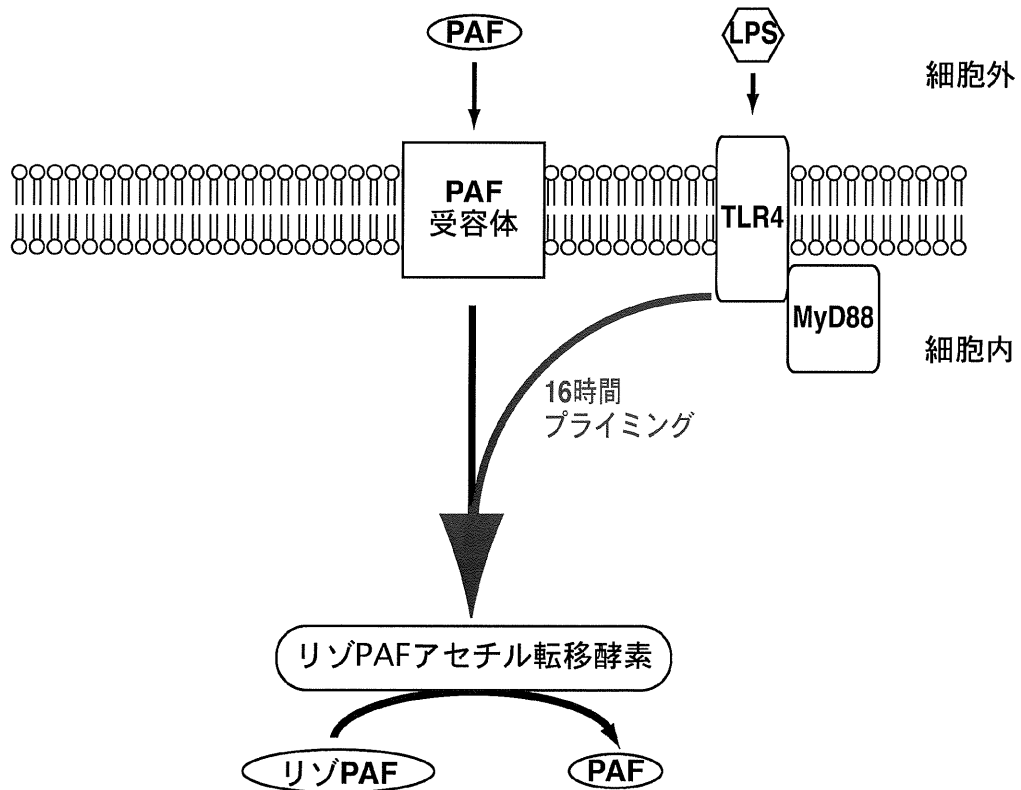 PAF
LPS
細胞外
PAF
受容体
TLR4
MyD88
細胞内
16時間
プライミング
リゾPAFアセチル転移酵素
リゾPAF
PAF